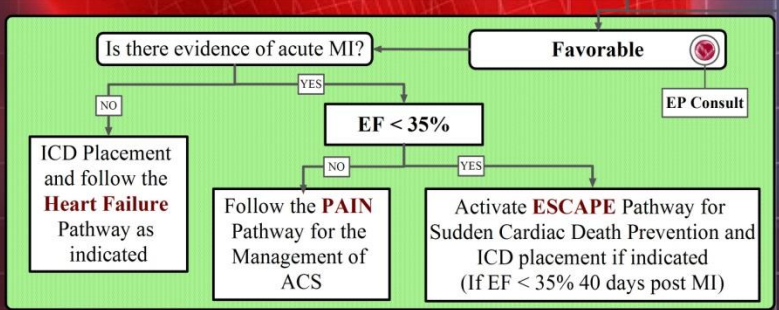 Is there evidence of acute MI?
Favorable
EP Consult
NO
YES
EF < 35%
ICD Placement
and follow the
Heart Failure
Pathway as
indicated
NO
YES
Follow the PAIN
Pathway for the
Management of
ACS
Activate ESCAPE Pathway for
Sudden Cardiac Death Prevention and
ICD placement if indicated
(If EF < 35% 40 days post MI)